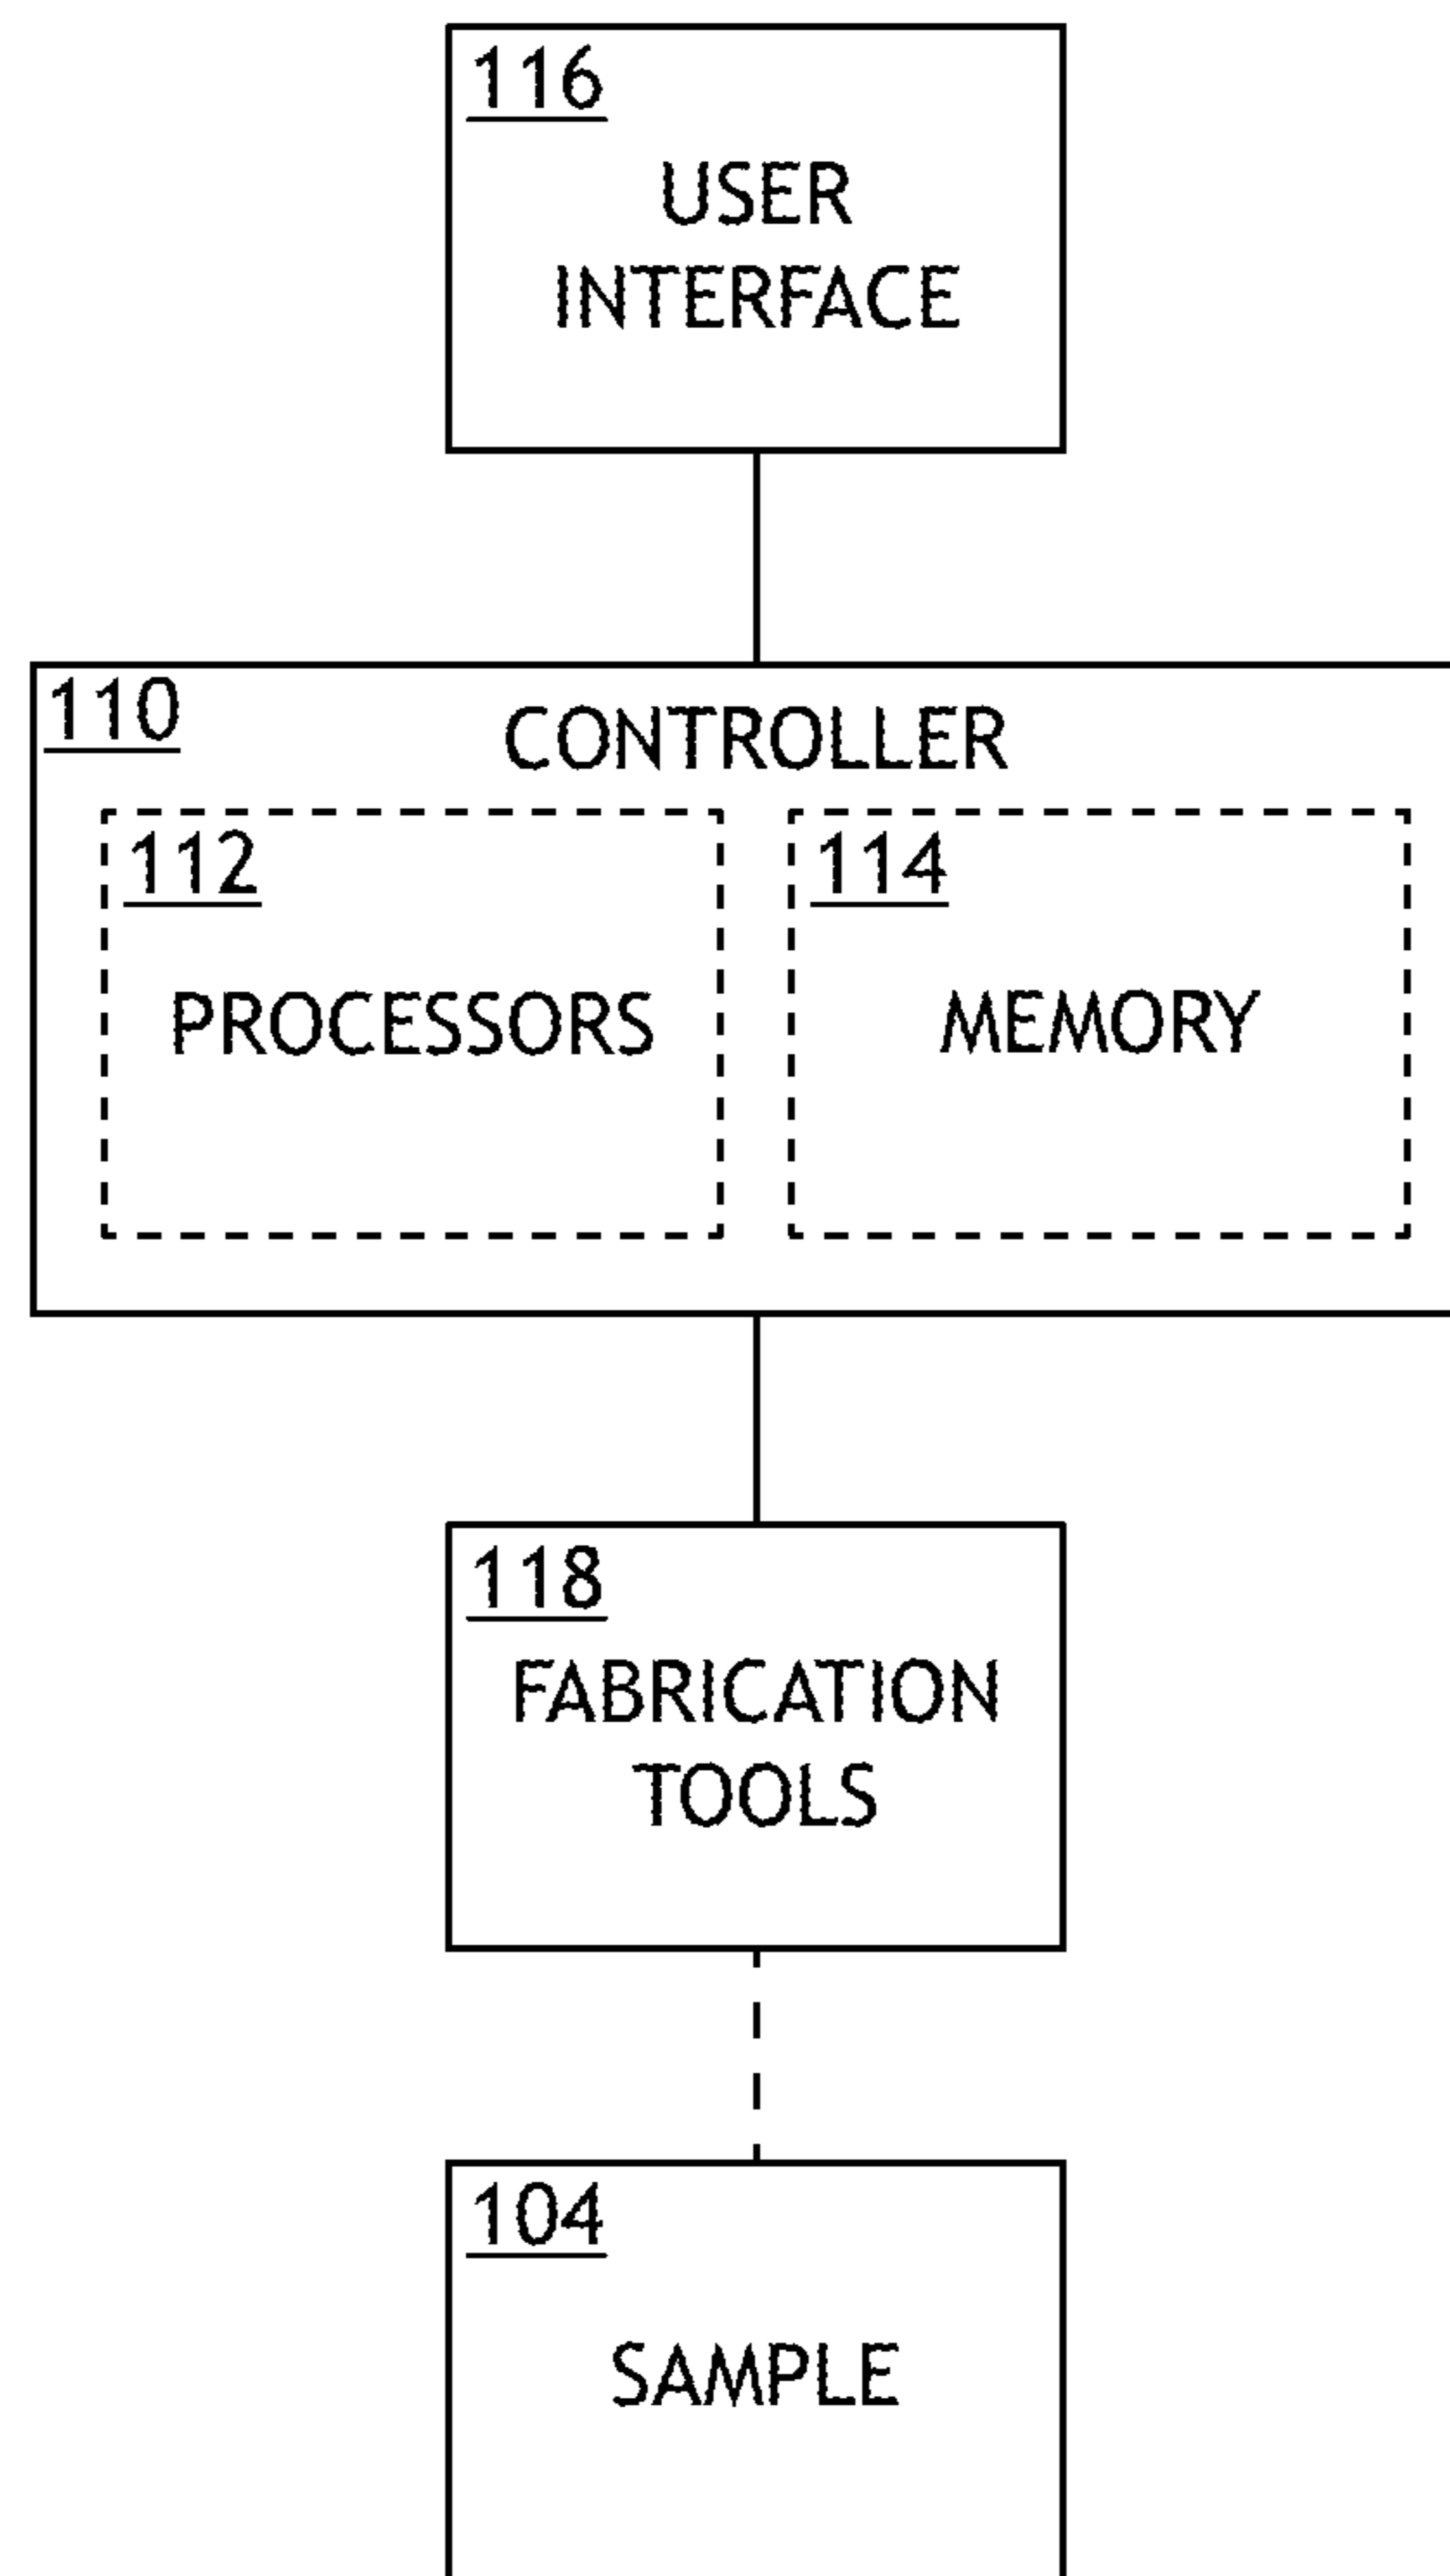 116
USER
INTERFACE
110
CONTROLLER
112
114
PROCESSORS
MEMORY
118
FABRICATION
TOOLS
104
SAMPLE